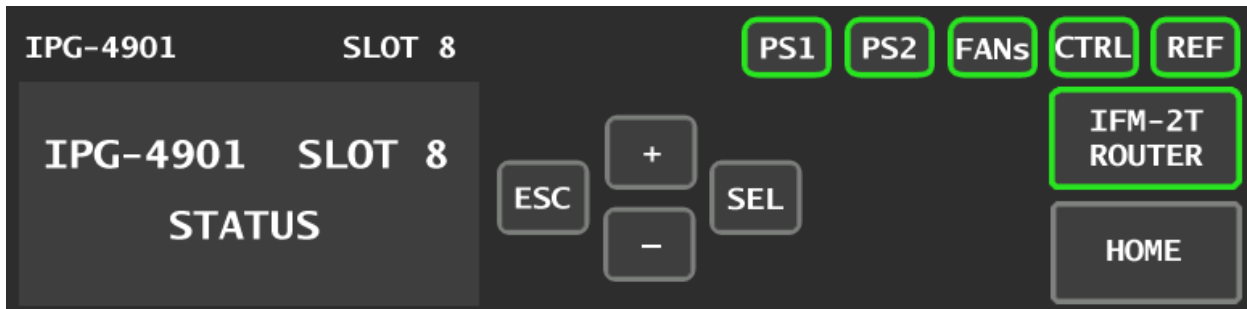 IPG-4901 SLOT 8
PS1 PS2 FANs CTRL REF
IPG-4901 SLOT 8
STATUS
ESC
+
−
SEL
IFM-2T
ROUTER
HOME